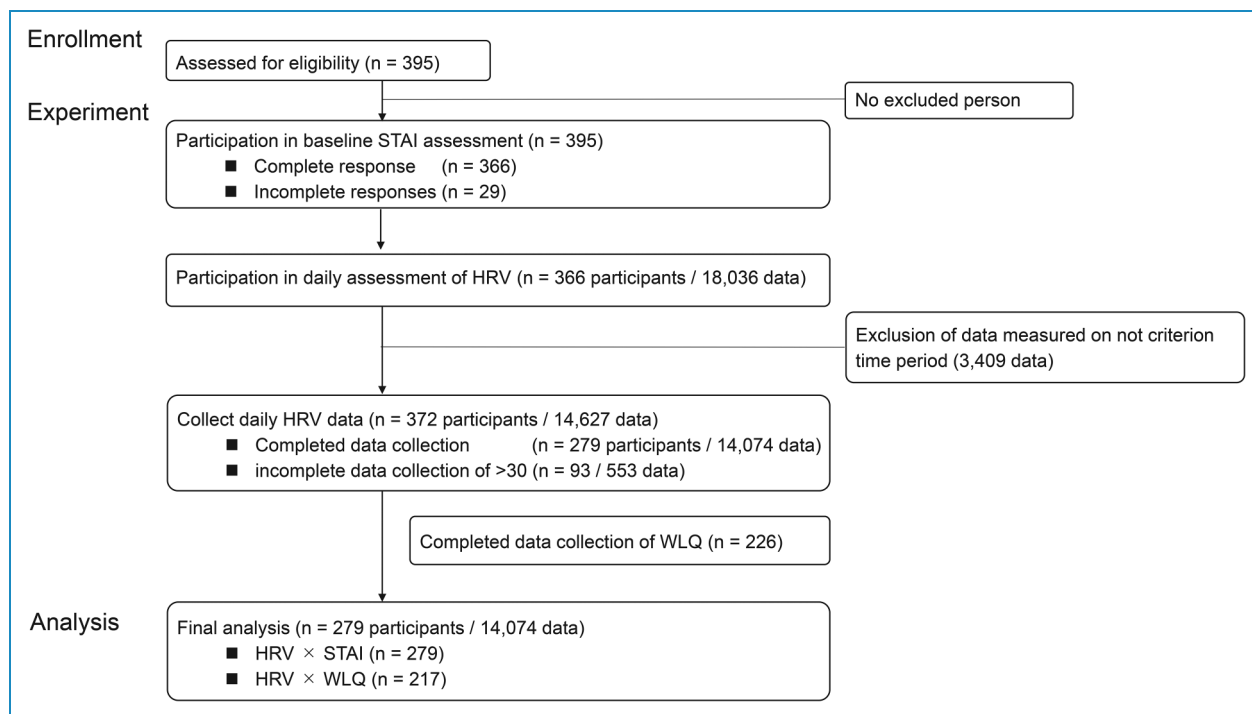 Enrollment
Assessed for eligibility (n = 395)
No excluded person
Experiment
Participation in baseline STAI assessment (n = 395)
■ Complete response (n = 366)
■ Incomplete responses (n = 29)
Participation in daily assessment of HRV (n = 366 participants / 18,036 data)
Exclusion of data measured on not criterion
time period (3,409 data)
Collect daily HRV data (n = 372 participants / 14,627 data)
■ Completed data collection (n = 279 participants / 14,074 data)
■ incomplete data collection of >30 (n = 93 / 553 data)
Completed data collection of WLQ (n = 226)
Analysis
Final analysis (n = 279 participants / 14,074 data)
■ HRV × STAI (n = 279)
■ HRV × WLQ (n = 217)